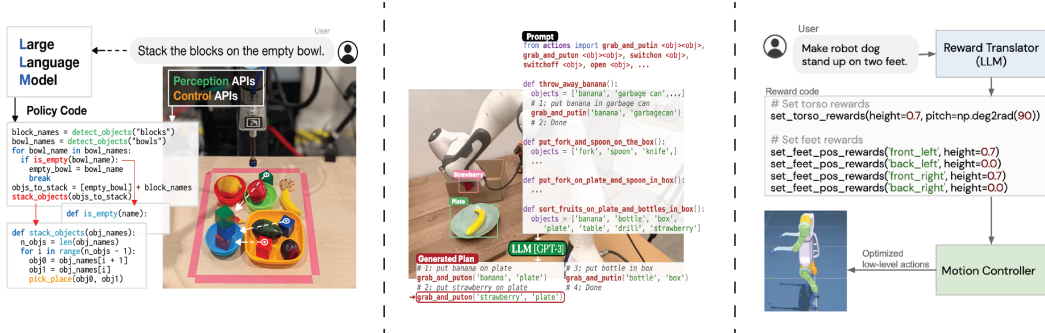 Large
Language
Model
User
Stack the blocks on the empty bowl.
Perception APIs
Control APIs
Policy Code
block_names = detect_objects("blocks")
bowl_names = detect_objects("bowls")
for bowl_name in bowl_names:
if is_empty(bowl_name):
empty_bowl = bowl_name
break
objs_to_stack = [empty_bowl] + block_names
stack_objects(objs_to_stack)
def is_empty(name):
def stack_objects(obj_names):
n_objs = len(obj_names)
for i in range(n_objs - 1):
obj0 = obj_names[i + 1]
obj1 = obj_names[i]
pick_place(obj0, obj1)
Prompt
from actions import grab_and_putin <obj><obj>,
grab_and_puton <obj><obj>, switchon <obj>,
switchoff <obj>, open <obj>, ...
def throw_away_banana():
objects = ['banana', 'garbage can',...]
# 1: put banana in garbage can
grab_and_putin('banana', 'garbagecan')
# 2: Done
def put_fork_and_spoon_on_the_box():
objects = ['fork', 'spoon', 'knife',]
...
def put_fork_on_plate_and_spoon_in_box():
...
def sort_fruits_on_plate_and_bottles_in_box():
objects = ['banana', 'bottle', 'box',
'plate', 'table', 'drill', 'strawberry']
Strawberry
Plate
LLM [GPT-3]
Generated Plan
# 1: put banana on plate
grab_and_puton('banana', 'plate')
# 2: put strawberry on plate
grab_and_puton('strawberry', 'plate')
# 3: put bottle in box
grab_and_putin('bottle', 'box')
# 4: Done
User
Make robot dog
stand up on two feet.
Reward Translator
(LLM)
Reward code
# Set torso rewards
set_torso_rewards(height=0.7, pitch=np.deg2rad(90))
# Set feet rewards
set_feet_pos_rewards('front_left', height=0.7)
set_feet_pos_rewards('back_left', height=0.0)
set_feet_pos_rewards('front_right', height=0.7)
set_feet_pos_rewards('back_right', height=0.0)
Optimized
low-level actions
Motion Controller